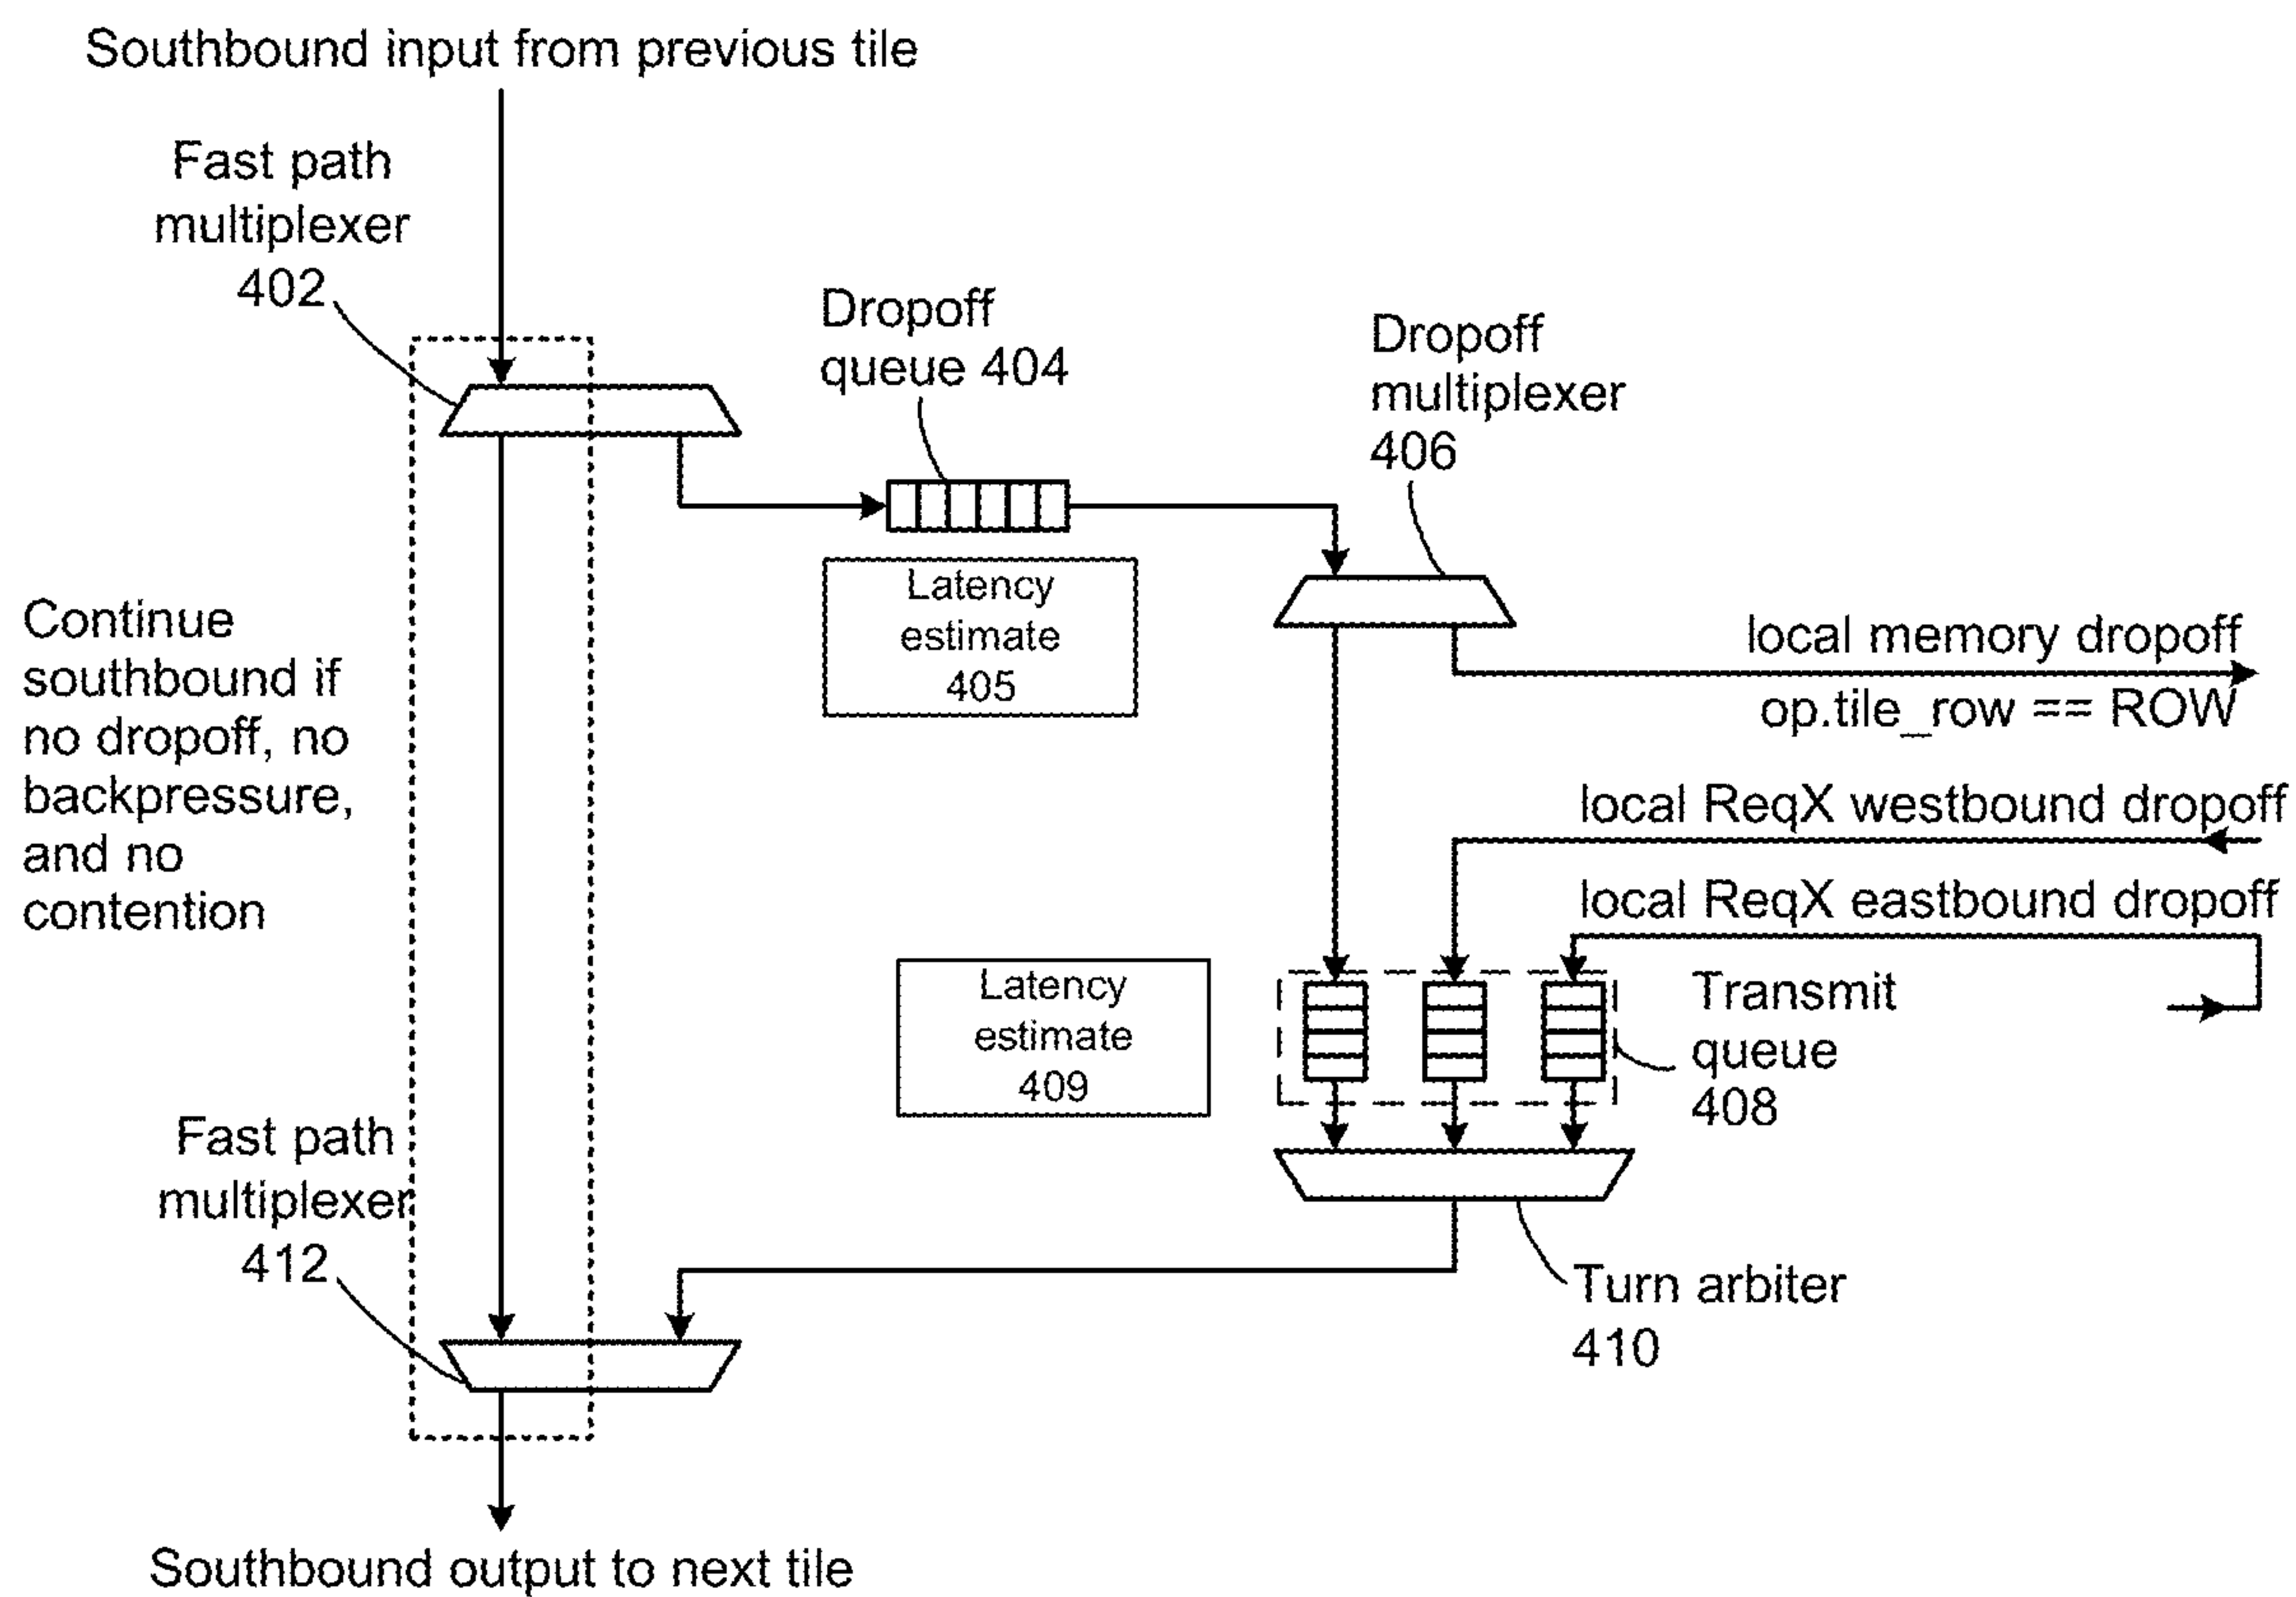 Southbound input from previous tile
Fast path
multiplexer
402
Dropoff
queue 404
Dropoff
multiplexer
406
Latency
estimate
405
local memory dropoff
op.tile_row == ROW
Continue
southbound if
no dropoff, no
backpressure,
and no
contention
local ReqX westbound dropoff
local ReqX eastbound dropoff
Latency
estimate
409
Transmit
queue
408
Fast path
multiplexer
412
Turn arbiter
410
Southbound output to next tile